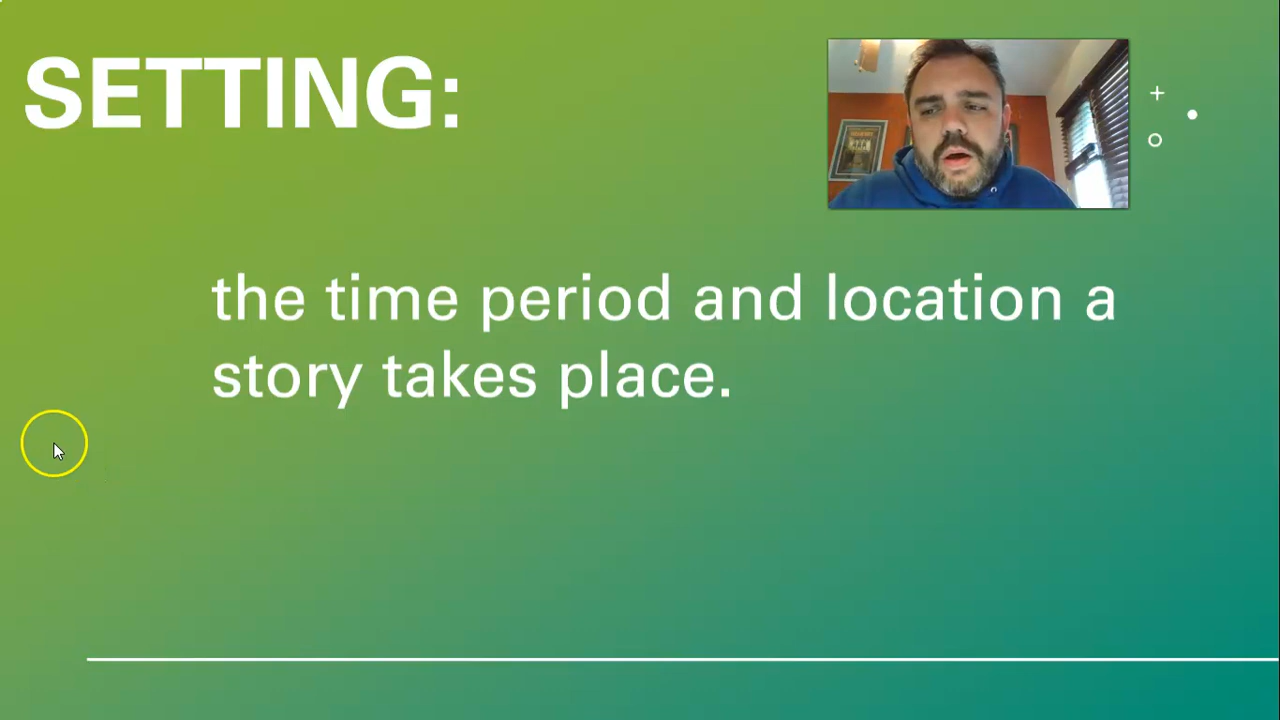 SETTING:
the time period and location a
story takes place.